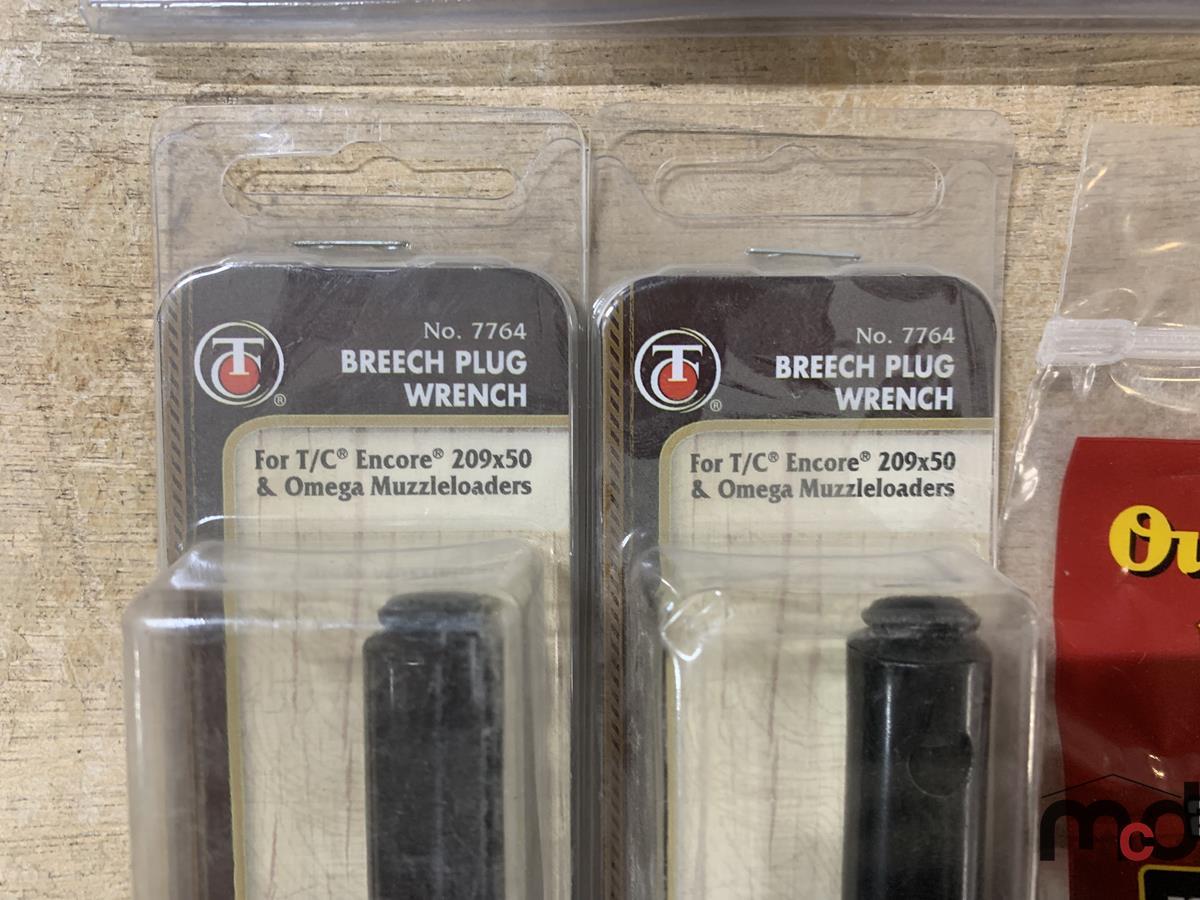 TC®
No. 7764
BREECH PLUG
WRENCH
For T/C® Encore® 209x50
& Omega Muzzleloaders
TC®
No. 7764
BREECH PLUG
WRENCH
For T/C® Encore® 209x50
& Omega Muzzleloaders